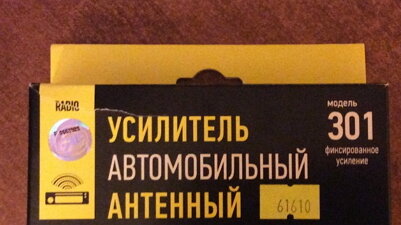 RADIO
УСИЛИТЕЛЬ
АВТОМОБИЛЬНЫЙ
АНТЕННЫЙ
модель
301
фиксированное
усиление
61610